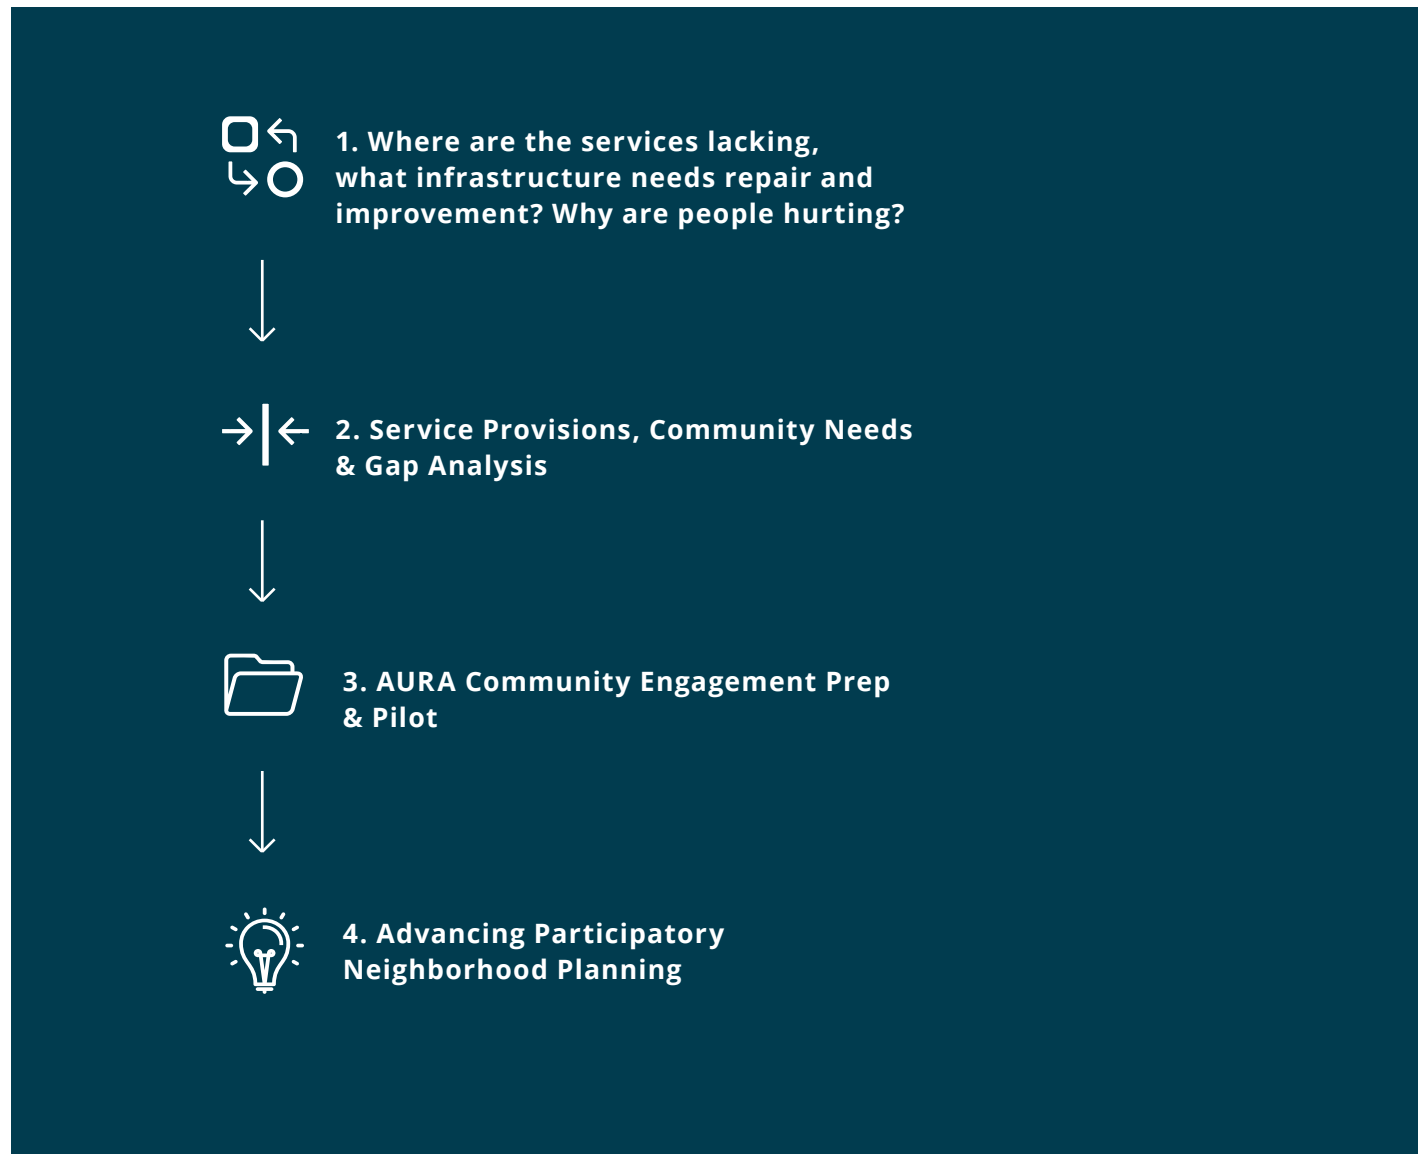 1. Where are the services lacking,
what infrastructure needs repair and
improvement? Why are people hurting?
2. Service Provisions, Community Needs
& Gap Analysis
3. AURA Community Engagement Prep
& Pilot
4. Advancing Participatory
Neighborhood Planning